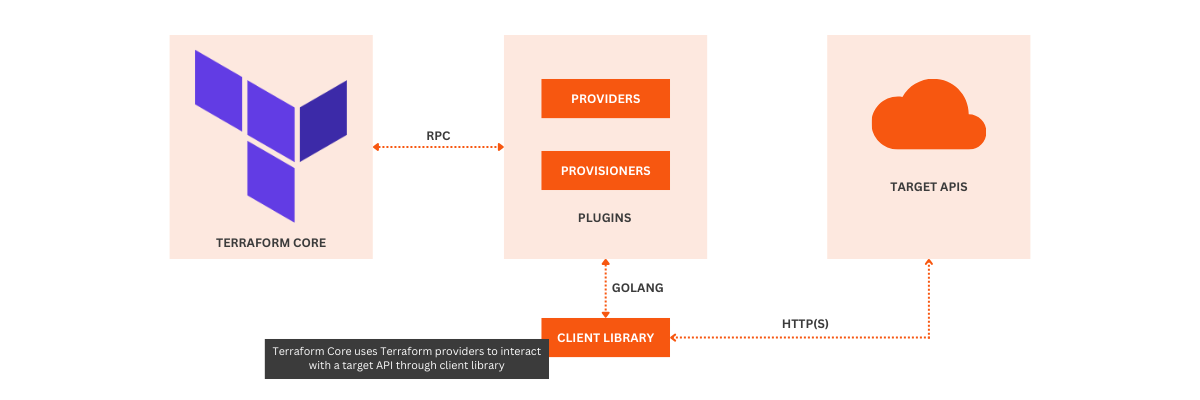 TERRAFORM CORE
RPC
PROVIDERS
PROVISIONERS
PLUGINS
TARGET APIS
GOLANG
CLIENT LIBRARY
HTTP(S)
Terraform Core uses Terraform providers to interact
with a target API through client library